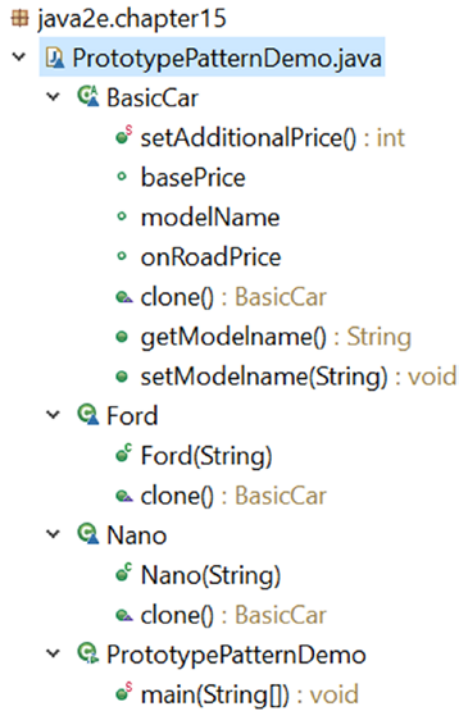 java2e.chapter15
PrototypePatternDemo.java
BasicCar
setAdditionalPrice() : int
basePrice
modelName
onRoadPrice
clone() : BasicCar
getModelname() : String
setModelname(String) : void
Ford
Ford(String)
clone() : BasicCar
Nano
Nano(String)
clone() : BasicCar
PrototypePatternDemo
main(String[]) : void